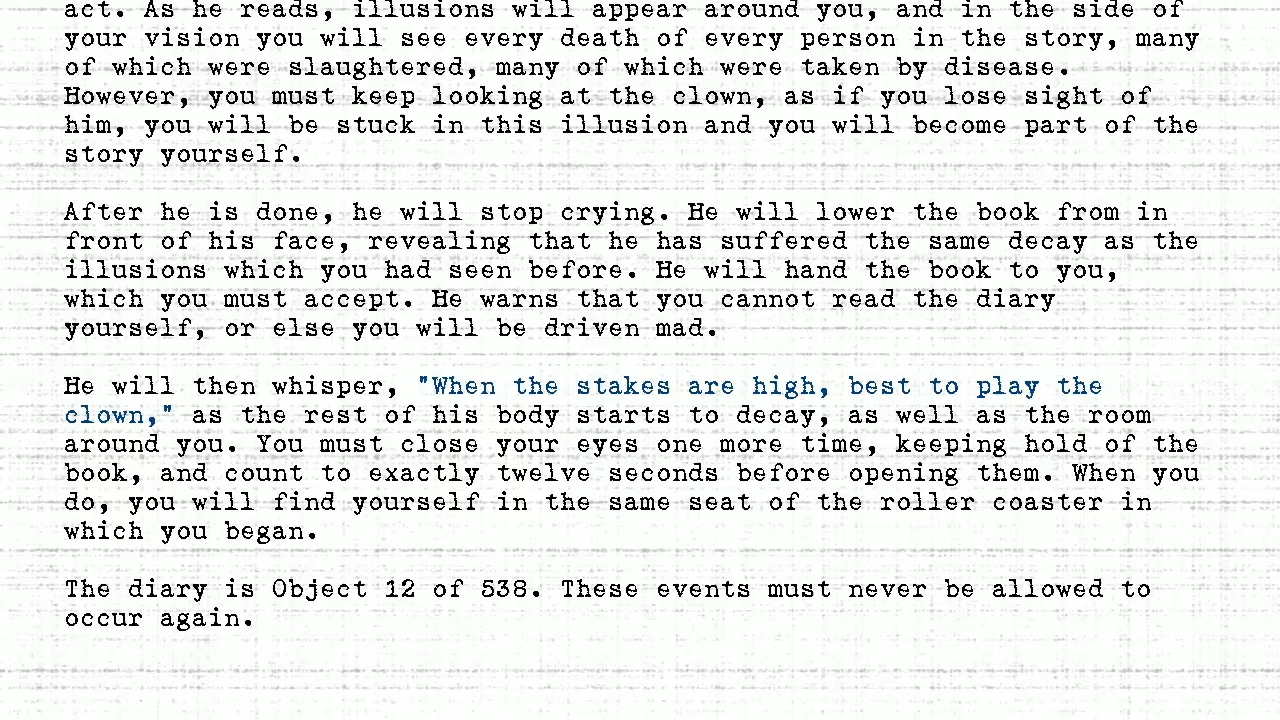 act. As he reads, illusions will appear around you, and in the side of
your vision you will see every death of every person in the story, many
of which were slaughtered, many of which were taken by disease.
However, you must keep looking at the clown, as if you lose sight of
him, you will be stuck in this illusion and you will become part of the
story yourself.
After he is done, he will stop crying. He will lower the book from in
front of his face, revealing that he has suffered the same decay as the
illusions which you had seen before. He will hand the book to you,
which you must accept. He warns that you cannot read the diary
yourself, or else you will be driven mad.
He will then whisper, "When the stakes are high, best to play the
clown," as the rest of his body starts to decay, as well as the room
around you. You must close your eyes one more time, keeping hold of the
book, and count to exactly twelve seconds before opening them. When you
do, you will find yourself in the same seat of the roller coaster in
which you began.
The diary is Object 12 of 538. These events must never be allowed to
occur again.